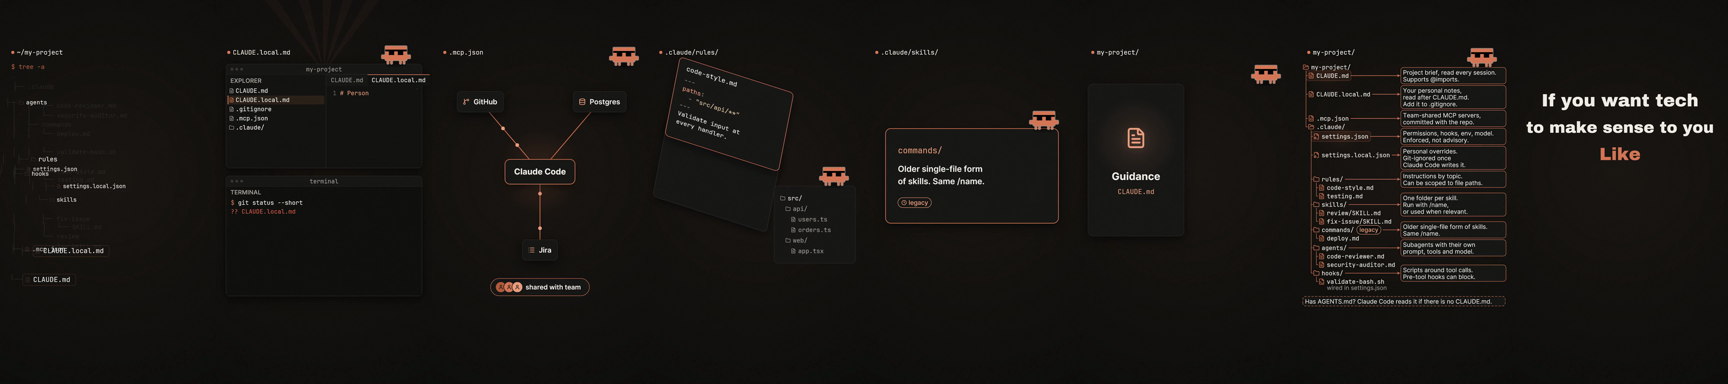 ~/my-project
$ tree -a
agents
rules
settings.json
hooks
settings.local.json
skills
CLAUDE.local.md
CLAUDE.md
CLAUDE.local.md
my-project
EXPLORER
CLAUDE.md
CLAUDE.local.md
.gitignore
.mcp.json
.claude/
CLAUDE.md
CLAUDE.local.md
1 # Person
terminal
TERMINAL
$ git status --short
?? CLAUDE.local.md
.mcp.json
GitHub
Postgres
Claude Code
Jira
shared with team
.claude/rules/
code-style.md
---
paths:
- "src/api/**"
---
Validate input at
every handler.
src/
api/
users.ts
orders.ts
web/
app.tsx
.claude/skills/
commands/
Older single-file form
of skills. Same /name.
legacy
my-project/
Guidance
CLAUDE.md
my-project/
my-project/
CLAUDE.md
Project brief, read every session.
Supports @imports.
CLAUDE.local.md
Your personal notes,
read after CLAUDE.md.
Add it to .gitignore.
.mcp.json
Team-shared MCP servers,
committed with the repo.
.claude/
settings.json
Permissions, hooks, env, model.
Enforced, not advisory.
settings.local.json
Personal overrides.
Git-ignored once
Claude Code writes it.
rules/
Instructions by topic.
Can be scoped to file paths.
code-style.md
testing.md
skills/
One folder per skill.
Run with /name,
or used when relevant.
review/SKILL.md
fix-issue/SKILL.md
commands/ legacy
Older single-file form of skills.
Same /name.
deploy.md
agents/
Subagents with their own
prompt, tools and model.
code-reviewer.md
security-auditor.md
hooks/
Scripts around tool calls.
Pre-tool hooks can block.
validate-bash.sh
wired in settings.json
Has AGENTS.md? Claude Code reads it if there is no CLAUDE.md.
If you want tech
to make sense to you
Like